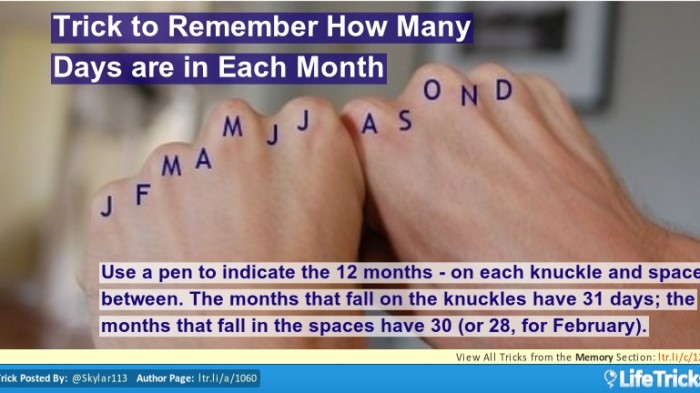 Trick to Remember How Many
Days are in Each Month
J F M A M J J A S O N D
Use a pen to indicate the 12 months - on each knuckle and space
between. The months that fall on the knuckles have 31 days; the
months that fall in the spaces have 30 (or 28, for February).
View All Tricks from the Memory Section: ltr.li/c/1
Trick Posted By: @Skylar113 Author Page: ltr.li/a/1060
LifeTrick